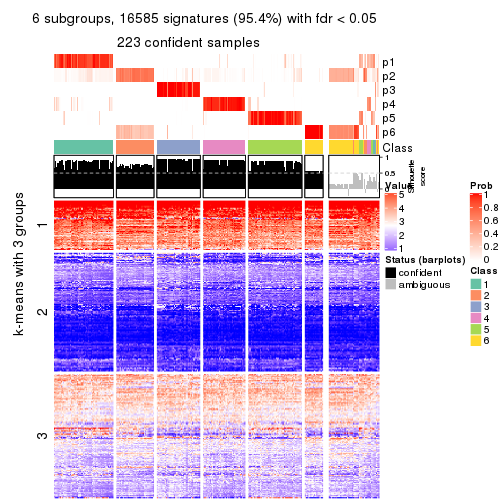 6 subgroups, 16585 signatures (95.4%) with fdr < 0.05
223 confident samples
p1
p2
p3
p4
p5
p6
Class
1
0.5
0
Silhouette
score
k-means with 3 groups
1
2
3
Value
5
4
3
2
1
Status (barplots)
confident
ambiguous
Prob
1
0.8
0.6
0.4
0.2
0
Class
1
2
3
4
5
6